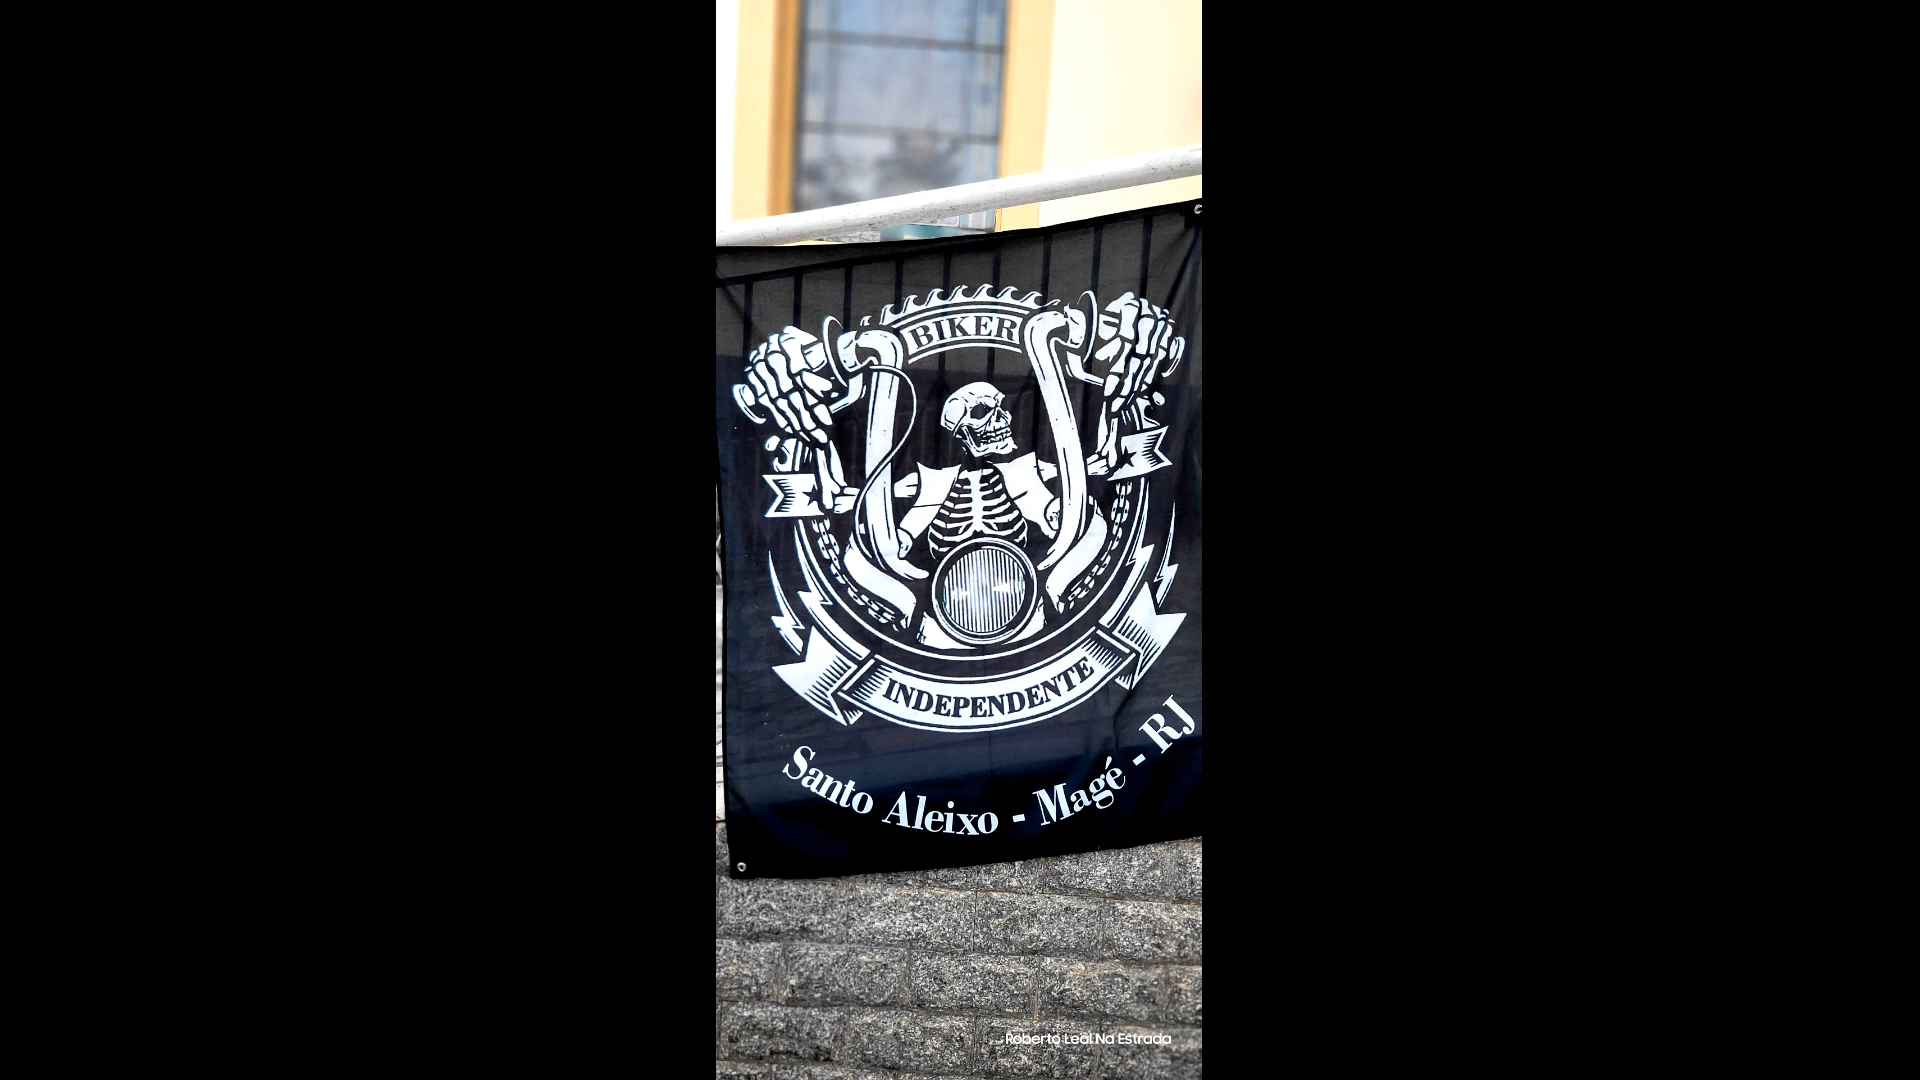 BIKER
INDEPENDENTE
Santo Aleixo - Magé - RJ
Roberto Leal Na Estrada